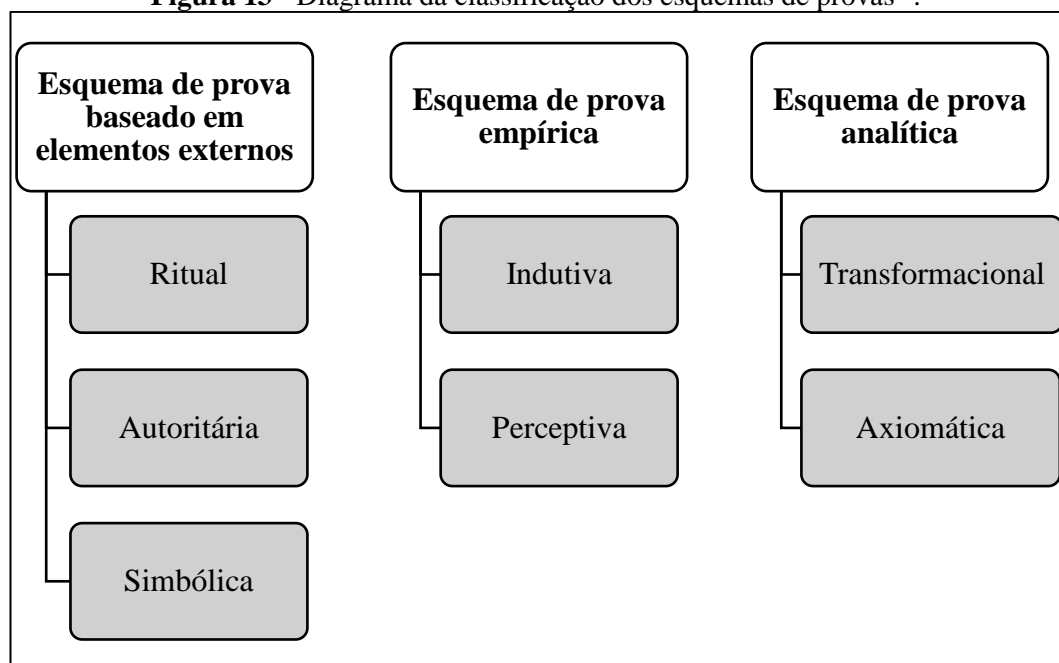 Figura 15 Diagrama da classificação dos esquemas de provas
Esquema de prova
baseado em
elementos externos
Ritual
Autoritária
Simbólica
Esquema de prova
empírica
Indutiva
Perceptiva
Esquema de prova
analítica
Transformacional
Axiomática